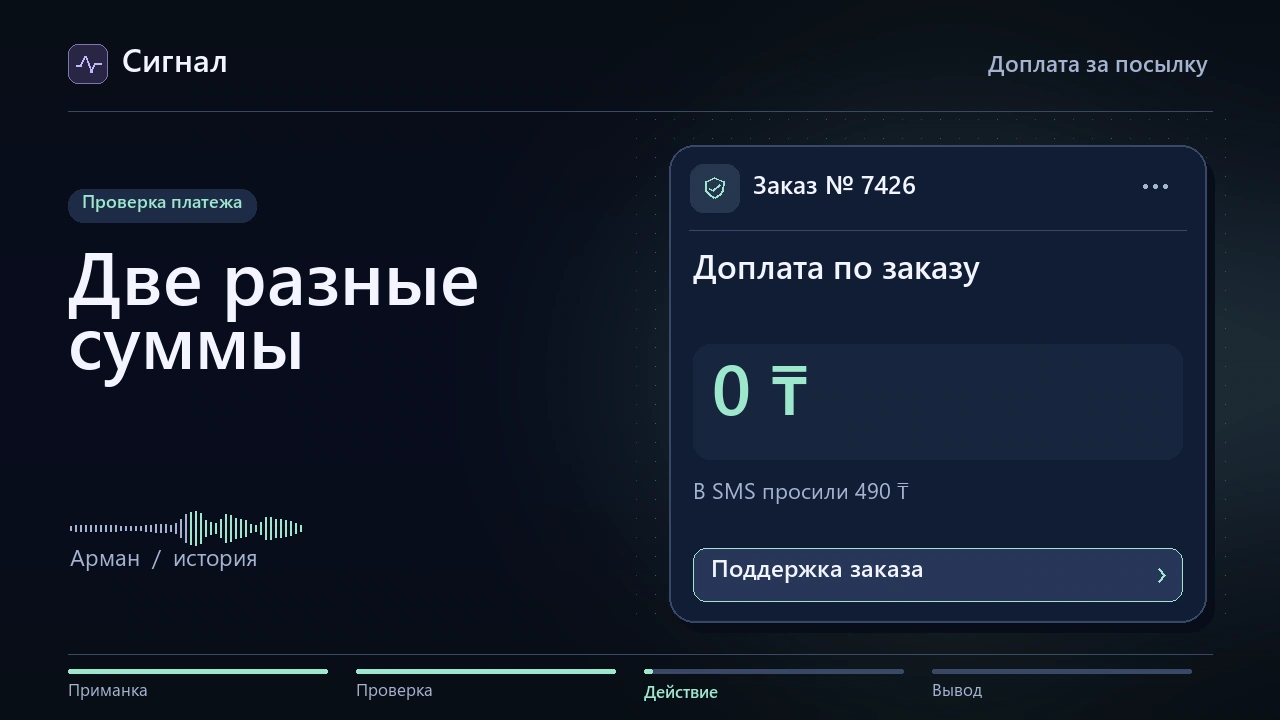 Сигнал
Доплата за посылку
Проверка платежа
Две разные
суммы
Арман / история
Заказ № 7426
Доплата по заказу
0 ₸
В SMS просили 490 ₸
Поддержка заказа
Приманка
Проверка
Действие
Вывод